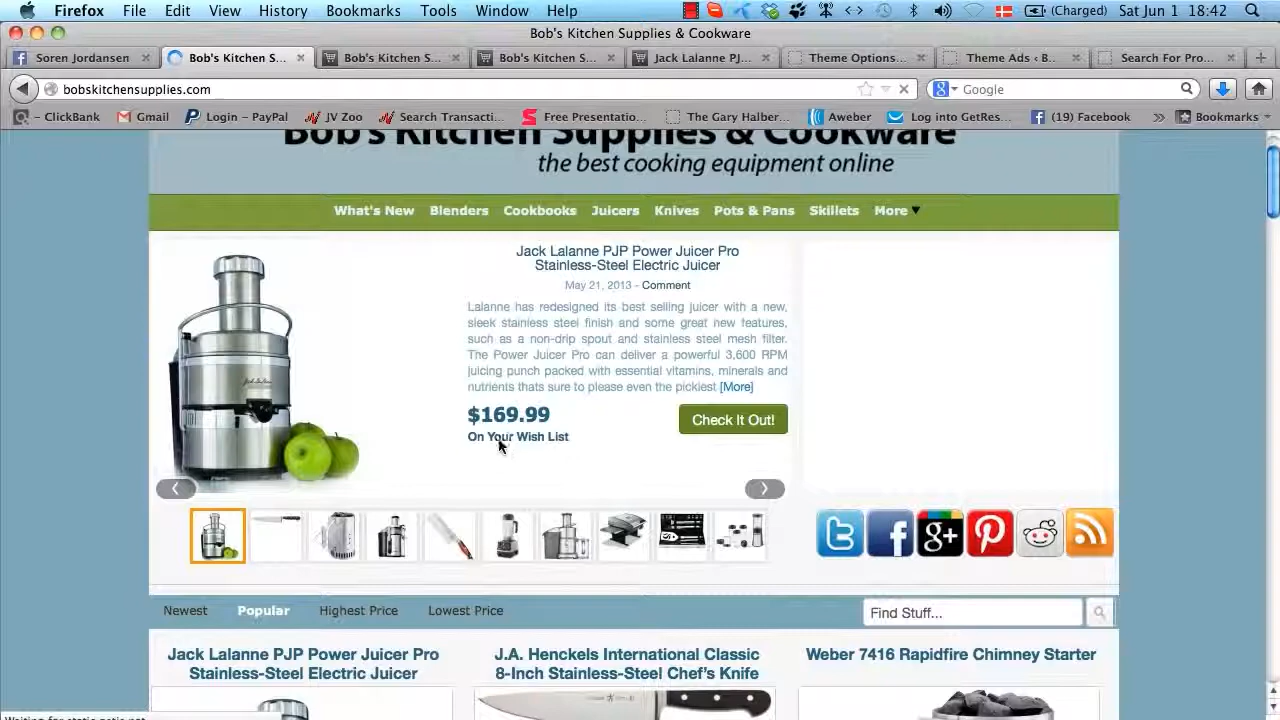 Firefox File Edit View History Bookmarks Tools Window Help (Charged) Sat Jun 1 18:42
Bob's Kitchen Supplies & Cookware
Soren Jordansen Bob's Kitchen S... Bob's Kitchen S... Bob's Kitchen S... Jack Lalanne PJ... Theme Options... Theme Ads ‹ B... Search For Pro...
bobskitchensupplies.com Google
– ClickBank Gmail Login – PayPal JV Zoo Search Transacti... Free Presentatio... The Gary Halber... Aweber Log into GetRes... (19) Facebook » Bookmarks
Bob's Kitchen Supplies & Cookware
the best cooking equipment online
What's New Blenders Cookbooks Juicers Knives Pots & Pans Skillets More ▼
Jack Lalanne PJP Power Juicer Pro
Stainless-Steel Electric Juicer
May 21, 2013 - Comment
Lalanne has redesigned its best selling juicer with a new,
sleek stainless steel finish and some great new features,
such as a non-drip spout and stainless steel mesh filter.
The Power Juicer Pro can deliver a powerful 3,600 RPM
juicing punch packed with essential vitamins, minerals and
nutrients thats sure to please even the pickiest [More]
$169.99
Check It Out!
On Your Wish List
Newest Popular Highest Price Lowest Price Find Stuff...
Jack Lalanne PJP Power Juicer Pro
Stainless-Steel Electric Juicer
J.A. Henckels International Classic
8-Inch Stainless-Steel Chef's Knife
Weber 7416 Rapidfire Chimney Starter